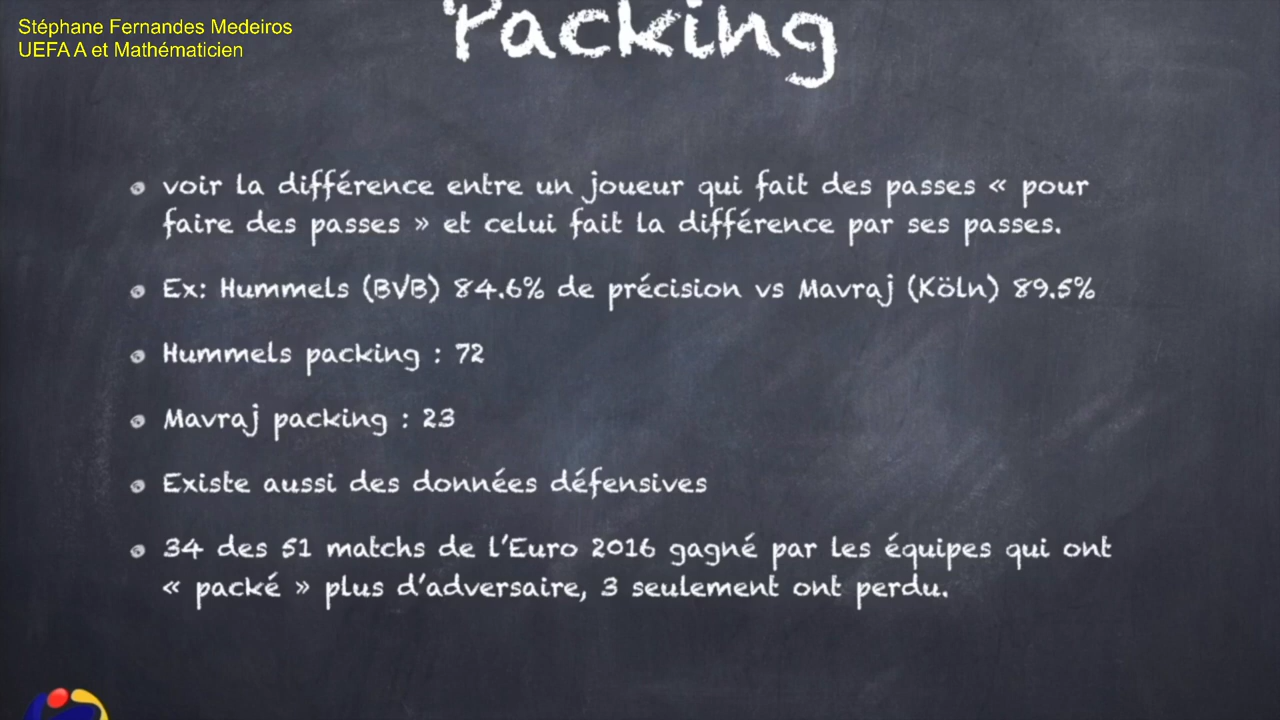 Stéphane Fernandes Medeiros
UEFA A et Mathématicien
Packing
voir la différence entre un joueur qui fait des passes « pour
faire des passes » et celui fait la différence par ses passes.
Ex: Hummels (BVB) 84.6% de précision vs Mavraj (Köln) 89.5%
Hummels packing : 72
Mavraj packing : 23
Existe aussi des données défensives
34 des 51 matchs de l'Euro 2016 gagné par les équipes qui ont
« packé » plus d'adversaire, 3 seulement ont perdu.